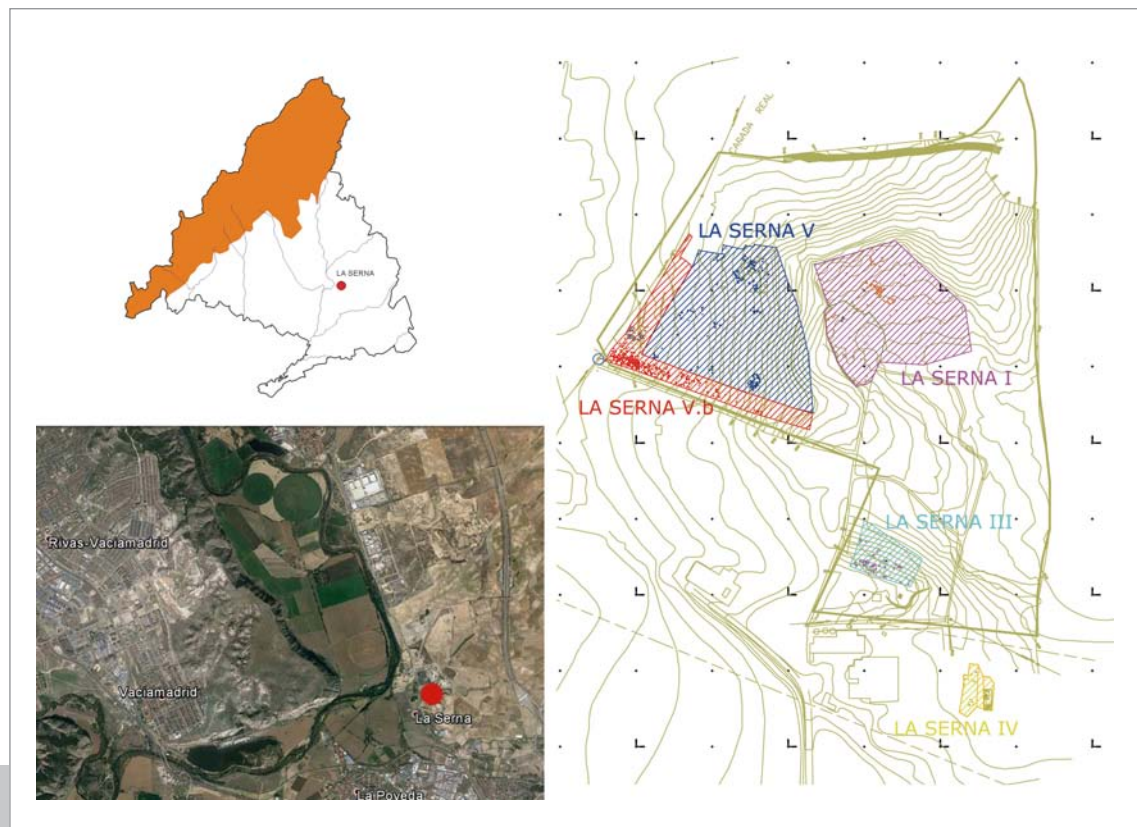 LA SERNA
Rivas-Vaciamadrid
Vaciamadrid
La Serna
La Poveda
CAÑADA REAL
LA SERNA V
LA SERNA I
LA SERNA V.b
LA SERNA III
LA SERNA IV